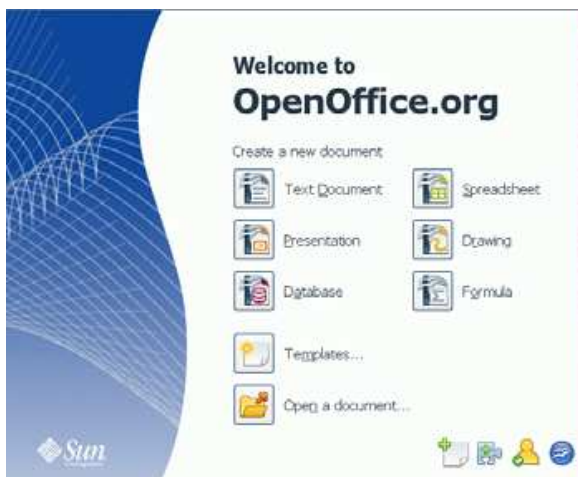 Welcome to
OpenOffice.org
Create a new document
Text Document
Spreadsheet
Presentation
Drawing
Database
Formula
Templates...
Open a document...
Sun